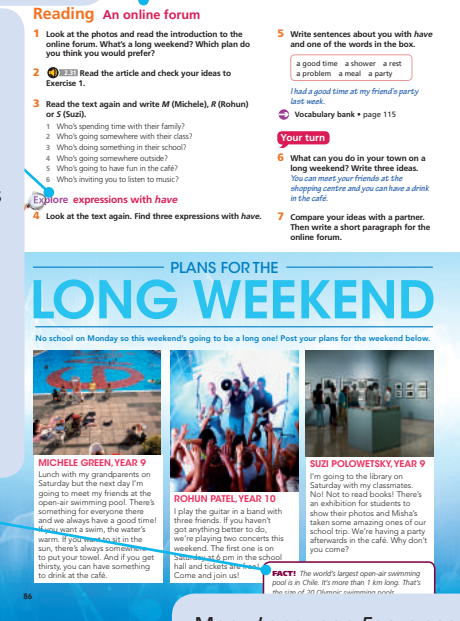 Reading An online forum
1 Look at the photos and read the introduction to the
online forum. What's a long weekend? Which plan do
you think you would prefer?
2 2.31 Read the article and check your ideas to
Exercise 1.
3 Read the text again and write M (Michele), R (Rohun)
or S (Suzi).
1 Who's spending time with their family?
2 Who's going somewhere with their class?
3 Who's doing something in their school?
4 Who's going somewhere outside?
5 Who's going to have fun in the café?
6 Who's inviting you to listen to music?
Explore expressions with have
4 Look at the text again. Find three expressions with have.
5 Write sentences about you with have
and one of the words in the box.
a good time a shower a rest
a problem a meal a party
I had a good time at my friend's party
last week.
Vocabulary bank • page 115
Your turn
6 What can you do in your town on a
long weekend? Write three ideas.
You can meet your friends at the
shopping centre and you can have a drink
in the café.
7 Compare your ideas with a partner.
Then write a short paragraph for the
online forum.
PLANS FOR THE
LONG WEEKEND
No school on Monday so this weekend's going to be a long one! Post your plans for the weekend below.
MICHELE GREEN, YEAR 9
Lunch with my grandparents on
Saturday but the next day I'm
going to meet my friends at the
open-air swimming pool. There's
something for everyone there
and we always have a good time!
If you want a swim, the water's
warm. If you want to sit in the
sun, there's always somewhere
to put your towel. And if you get
thirsty, you can have something
to drink at the café.
ROHUN PATEL, YEAR 10
I play the guitar in a band with
three friends. If you haven't
got anything better to do,
we're playing two concerts this
weekend. The first one is on
Saturday at 6 pm in the school
hall and tickets are free!
Come and join us!
SUZI POLOWETSKY, YEAR 9
I'm going to the library on
Saturday with my classmates.
No! Not to read books! There's
an exhibition for students to
show their photos and Misha's
taken some amazing ones of our
school trip. We're having a party
afterwards in the café. Why don't
you come?
FACT! The world's largest open-air swimming
pool is in Chile. It's more than 1 km long. That's
the size of 20 Olympic swimming pools
86